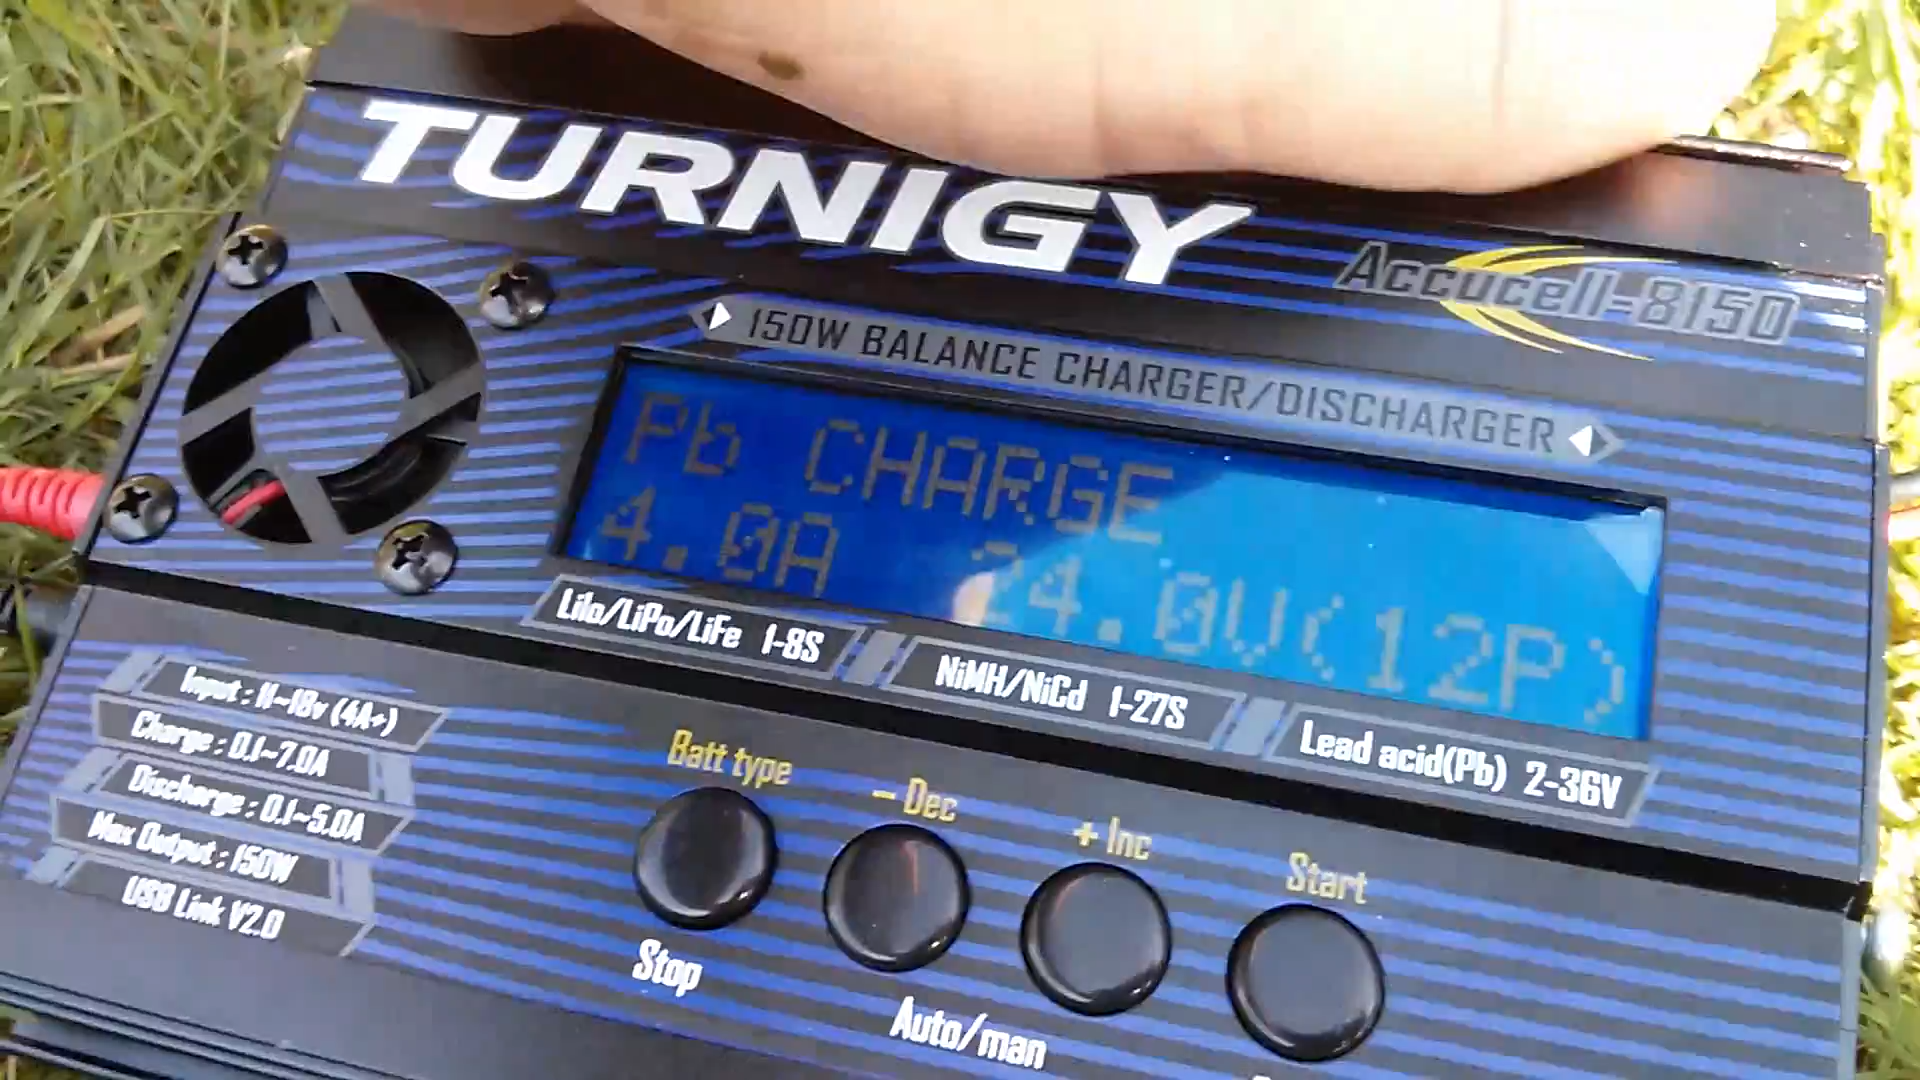 TURNIGY
Accucell-8150
150W BALANCE CHARGER/DISCHARGER
Pb CHARGE
4.0A 24.0V(12P)
LiIo/LiPo/LiFe 1-8S
NiMH/NiCd 1-27S
Lead acid(Pb) 2-36V
Input : 11~18v (4A+)
Charge : 0.1~7.0A
Discharge : 0.1~5.0A
Max Output : 150W
USB Link V2.0
Batt type
- Dec
+ Inc
Start
Stop
Auto/man